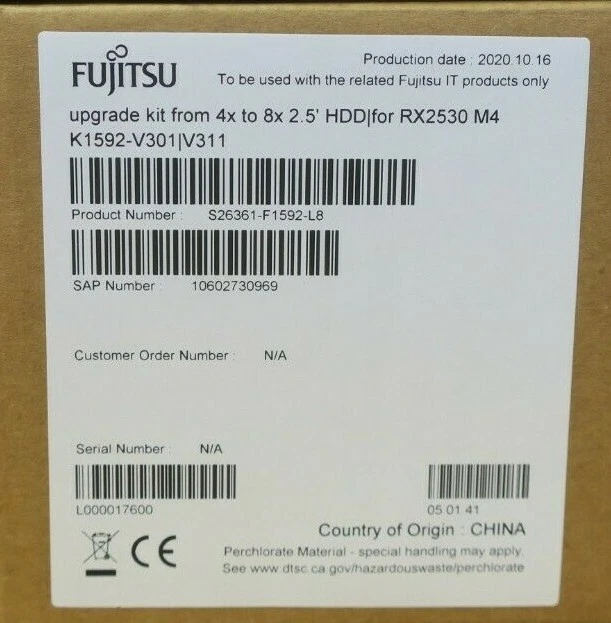 FUJITSU
Production date : 2020.10.16
To be used with the related Fujitsu IT products only
upgrade kit from 4x to 8x 2.5' HDD|for RX2530 M4
K1592-V301|V311
Product Number : S26361-F1592-L8
SAP Number : 10602730969
Customer Order Number : N/A
Serial Number : N/A
L000017600
05 01 41
Country of Origin : CHINA
CE
Perchlorate Material - special handling may apply.
See www.dtsc.ca.gov/hazardouswaste/perchlorate